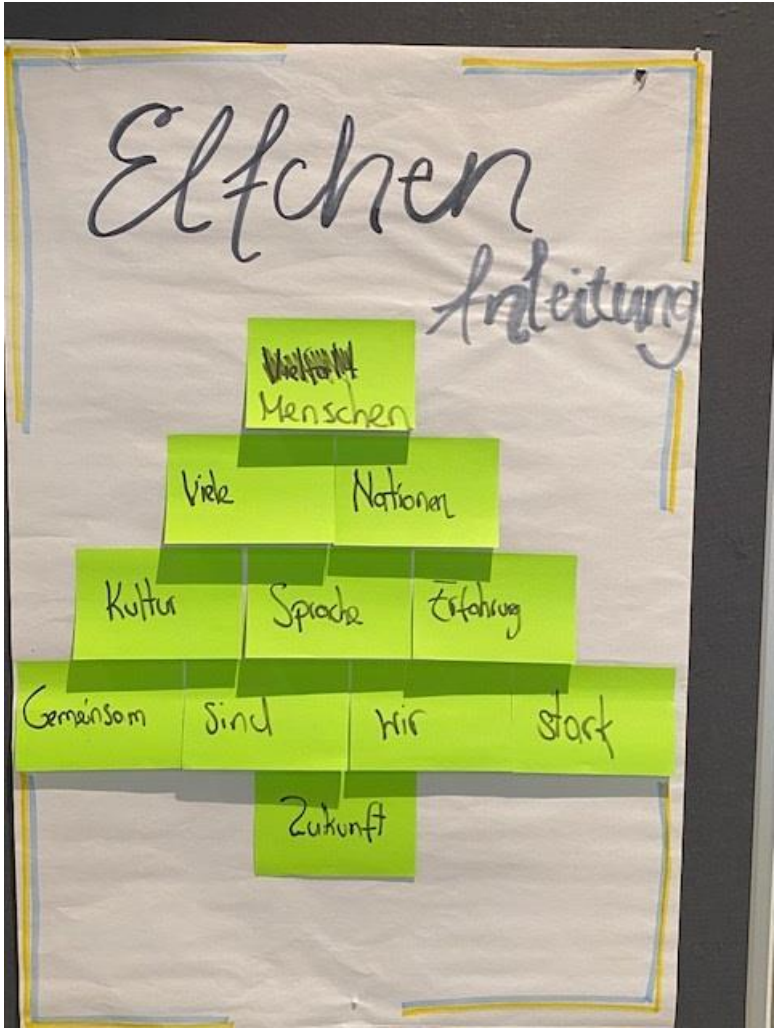 Elfchen
Anleitung
Menschen
Viele Nationen
Kultur Sprache Erfahrung
Gemeinsam sind wir stark
Zukunft